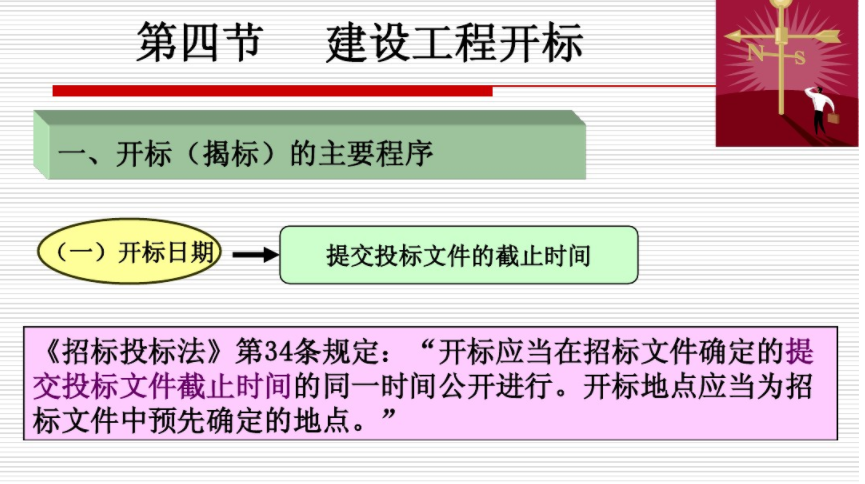 第四节 建设工程开标
N S
一、开标（揭标）的主要程序
（一）开标日期
提交投标文件的截止时间
《招标投标法》第34条规定：“开标应当在招标文件确定的提
交投标文件截止时间的同一时间公开进行。开标地点应当为招
标文件中预先确定的地点。”